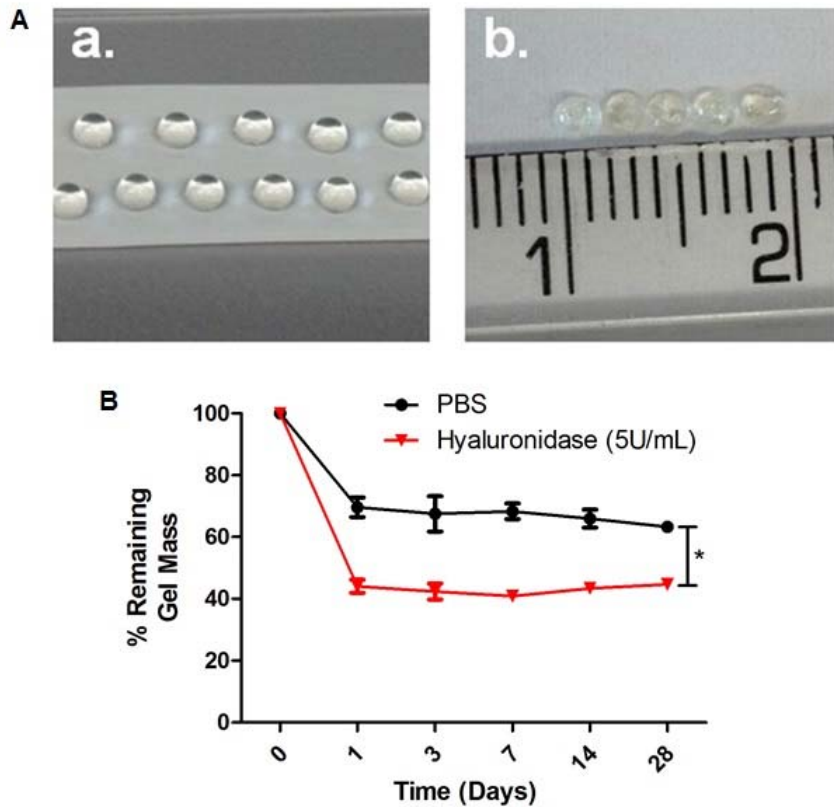 A
a.
b.
1
2
B
PBS
Hyaluronidase (5U/mL)
100
80
60
40
20
0
% Remaining
Gel Mass
*
0
1
3
7
14
28
Time (Days)